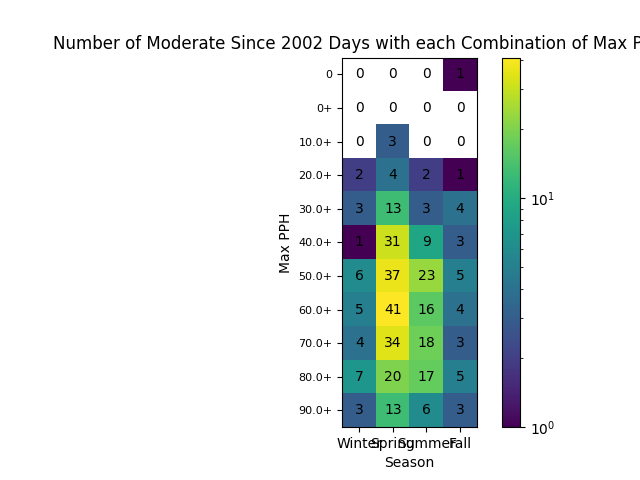 Number of Moderate Since 2002 Days with each Combination of Max P
0 0 0 0 1
0+ 0 0 0 0
10.0+ 0 3 0 0
20.0+ 2 4 2 1
30.0+ 3 13 3 4
40.0+ 1 31 9 3
50.0+ 6 37 23 5
60.0+ 5 41 16 4
70.0+ 4 34 18 3
80.0+ 7 20 17 5
90.0+ 3 13 6 3
Max PPH
Winter Spring Summer Fall
Season
10^1
10^0